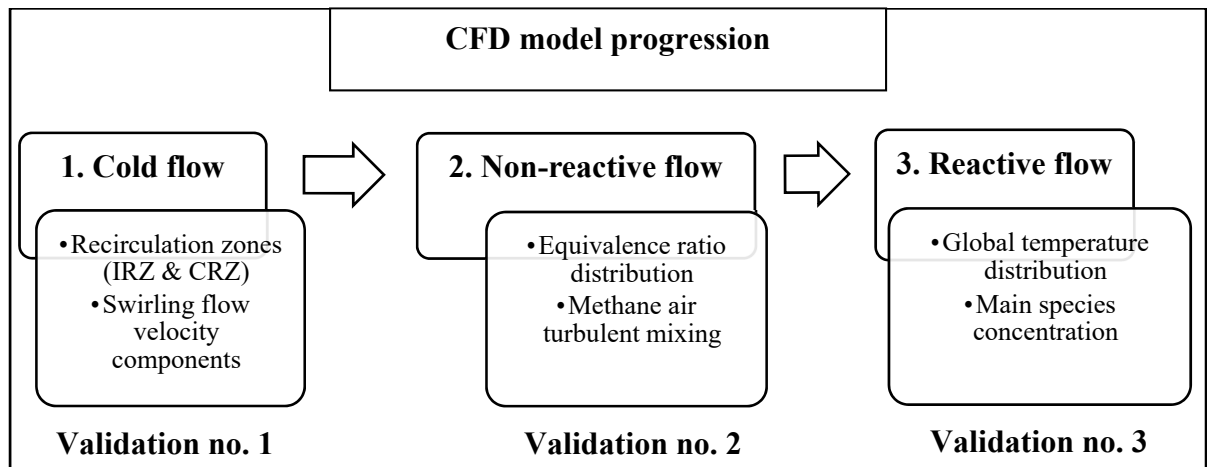 CFD model progression
1. Cold flow
•Recirculation zones
(IRZ & CRZ)
•Swirling flow
velocity
components
Validation no. 1
2. Non-reactive flow
•Equivalence ratio
distribution
•Methane air
turbulent mixing
Validation no. 2
3. Reactive flow
•Global temperature
distribution
•Main species
concentration
Validation no. 3